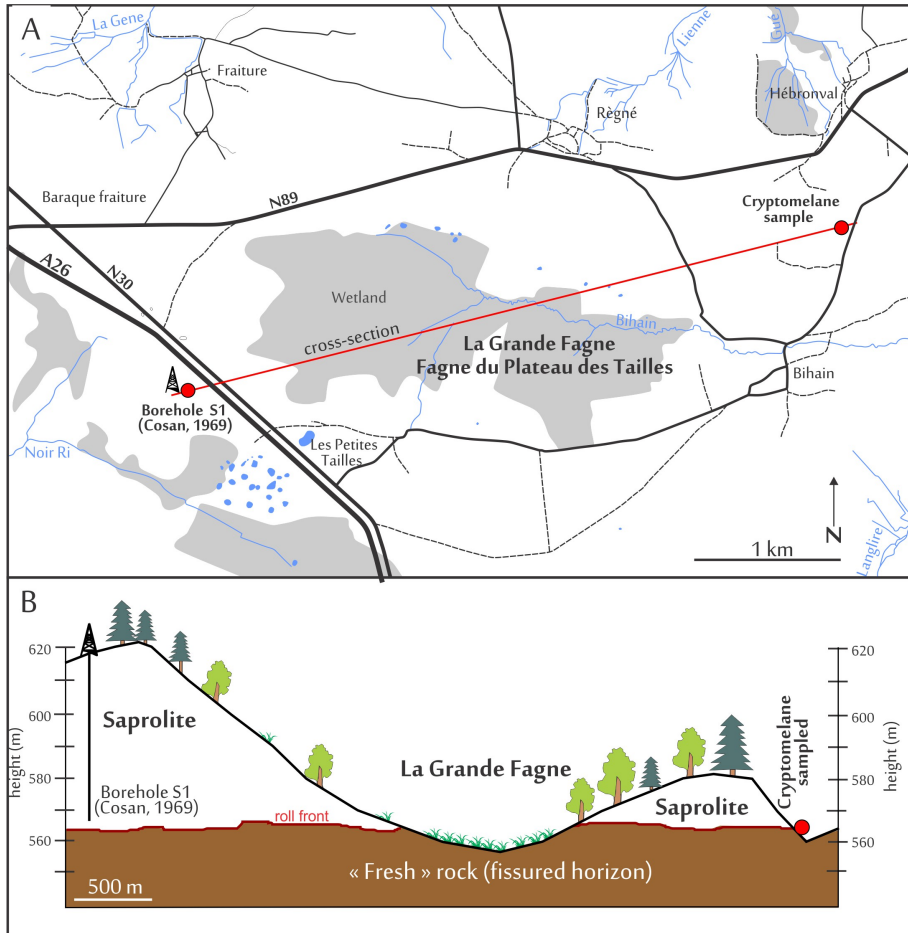 A
La Gene
Fraiture
Lienne
Gué
Règné
Hébronval
Baraque fraiture
N89
Cryptomelane
sample
A26
N30
Wetland
cross-section
Bihain
La Grande Fagne
Fagne du Plateau des Tailles
Bihain
Borehole S1
(Cosan, 1969)
Noir Ri
Les Petites
Tailles
N
1 km
Langlire
B
620
600
580
560
height (m)
Saprolite
Borehole S1
(Cosan, 1969)
roll front
La Grande Fagne
Saprolite
Cryptomelane
sampled
620
600
580
560
height (m)
« Fresh » rock (fissured horizon)
500 m